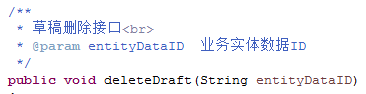 /**
* 草稿删除接口<br>
* @param entityDataID  业务实体数据ID
*/
public void deleteDraft(String entityDataID)